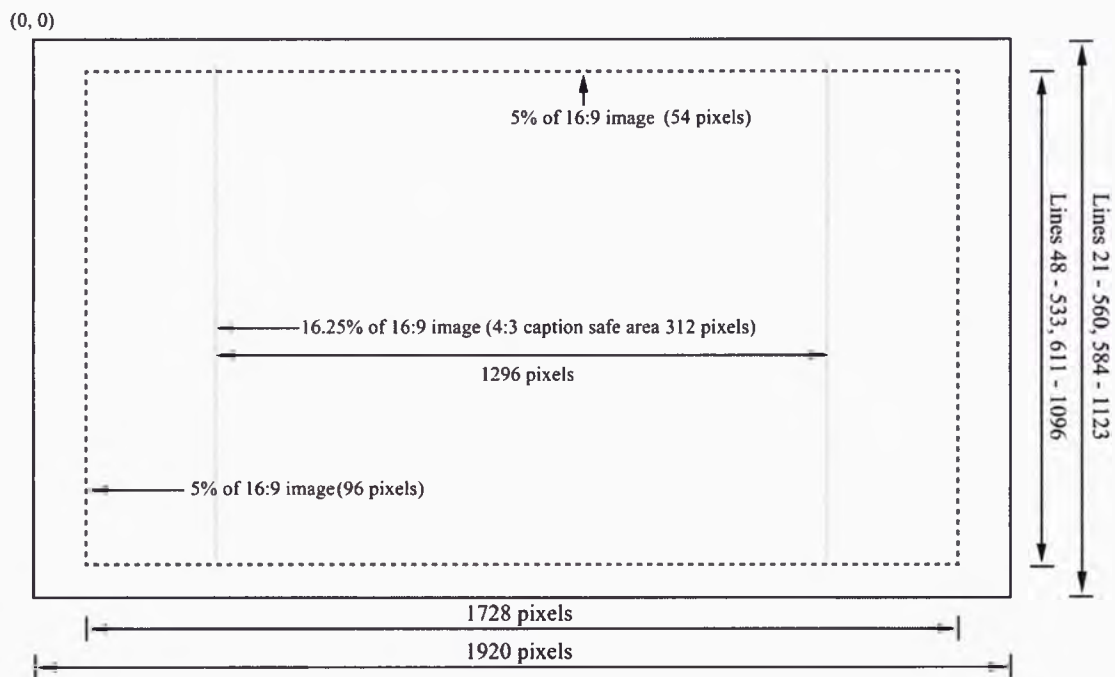 (0, 0)
5% of 16:9 image (54 pixels)
16.25% of 16:9 image (4:3 caption safe area 312 pixels)
1296 pixels
5% of 16:9 image(96 pixels)
Lines 48 - 533, 611 - 1096
Lines 21 - 560, 584 - 1123
1728 pixels
1920 pixels